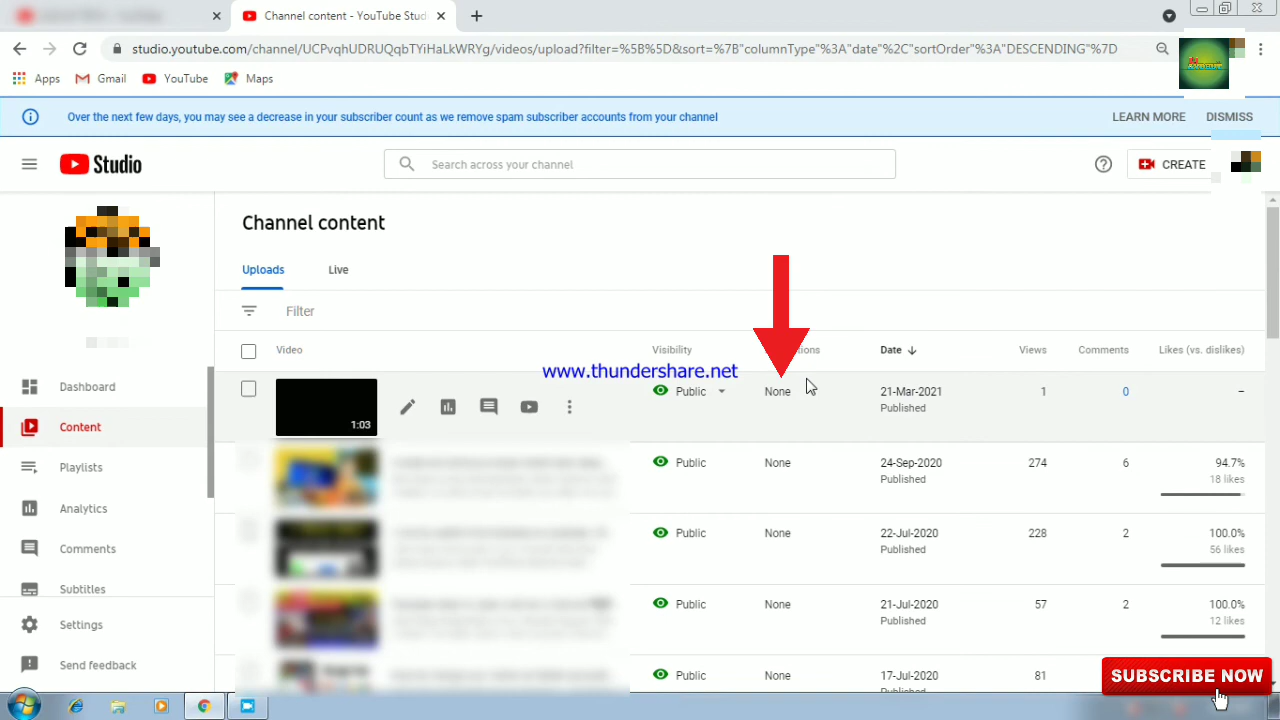 Channel content - YouTube Stud
studio.youtube.com/channel/UCPvqhUDRUQqbTYiHaLkWRYg/videos/upload?filter=%5B%5D&sort=%7B"columnType"%3A"date"%2C"sortOrder"%3A"DESCENDING"%7D
Apps Gmail YouTube Maps
Over the next few days, you may see a decrease in your subscriber count as we remove spam subscriber accounts from your channel LEARN MORE DISMISS
Studio Search across your channel CREATE
Channel content
Uploads Live
Filter
Video Visibility Date Views Comments Likes (vs. dislikes)
www.thundershare.net
Public None 21-Mar-2021 1 0 –
Published
1:03
Public None 24-Sep-2020 274 6 94.7%
Published 18 likes
Public None 22-Jul-2020 228 2 100.0%
Published 56 likes
Public None 21-Jul-2020 57 2 100.0%
Published 12 likes
Public None 17-Jul-2020 81
Published
Dashboard
Content
Playlists
Analytics
Comments
Subtitles
Settings
Send feedback
SUBSCRIBE NOW